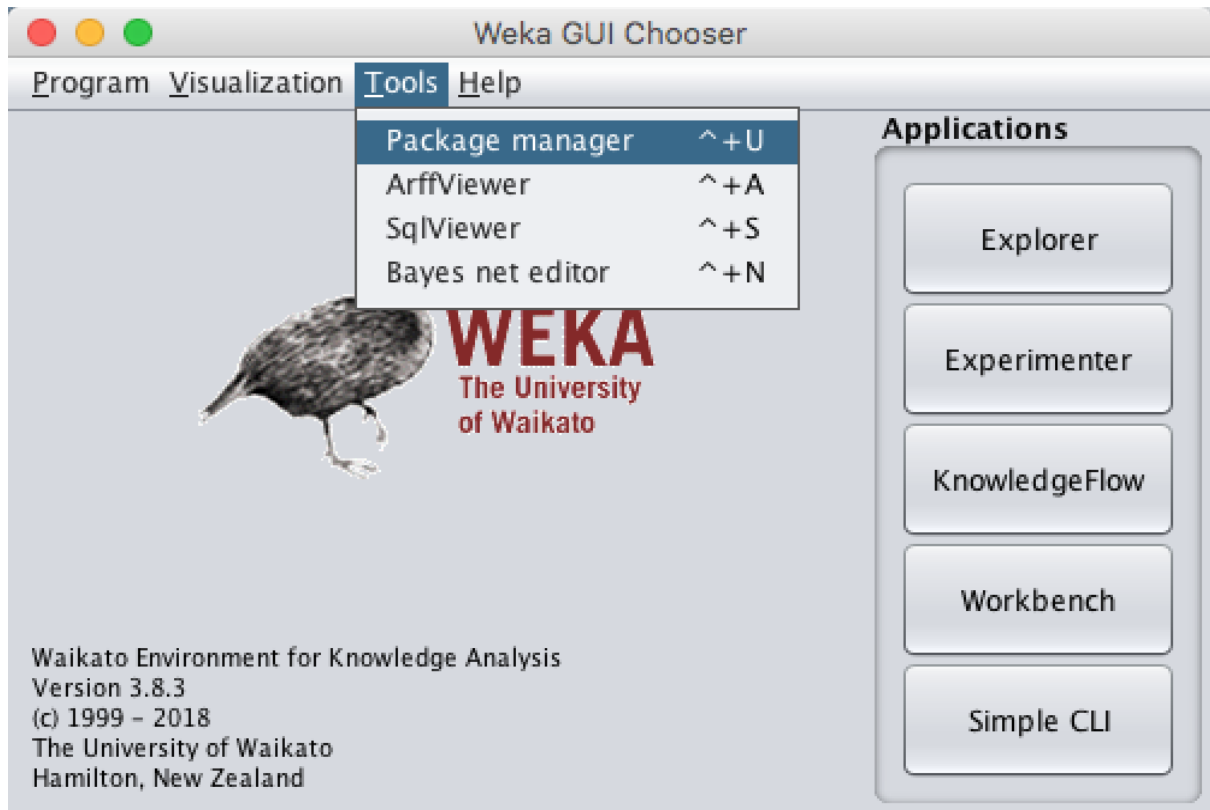 Weka GUI Chooser
Program Visualization Tools Help
Package manager ^+U
ArffViewer ^+A
SqlViewer ^+S
Bayes net editor ^+N
WEKA
The University
of Waikato
Applications
Explorer
Experimenter
KnowledgeFlow
Workbench
Simple CLI
Waikato Environment for Knowledge Analysis
Version 3.8.3
(c) 1999 – 2018
The University of Waikato
Hamilton, New Zealand